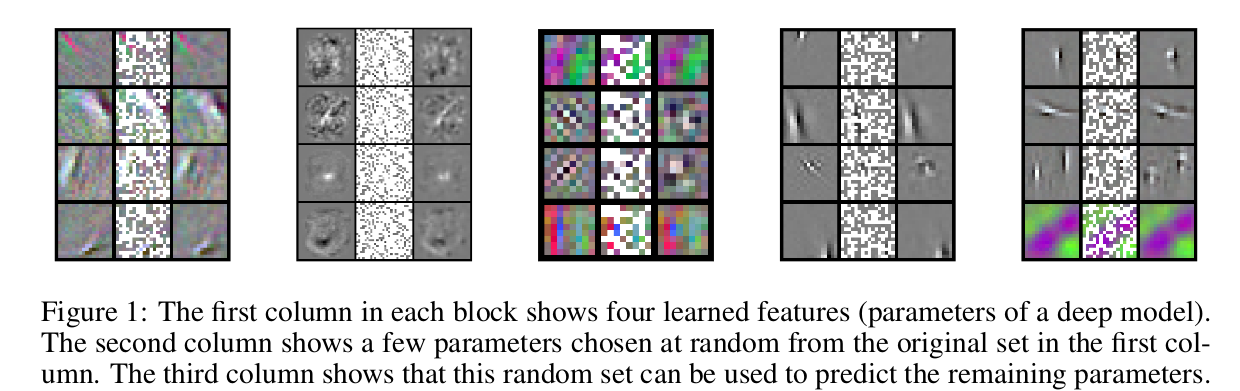 Figure 1: The first column in each block shows four learned features (parameters of a deep model).
The second column shows a few parameters chosen at random from the original set in the first col-
umn. The third column shows that this random set can be used to predict the remaining parameters.